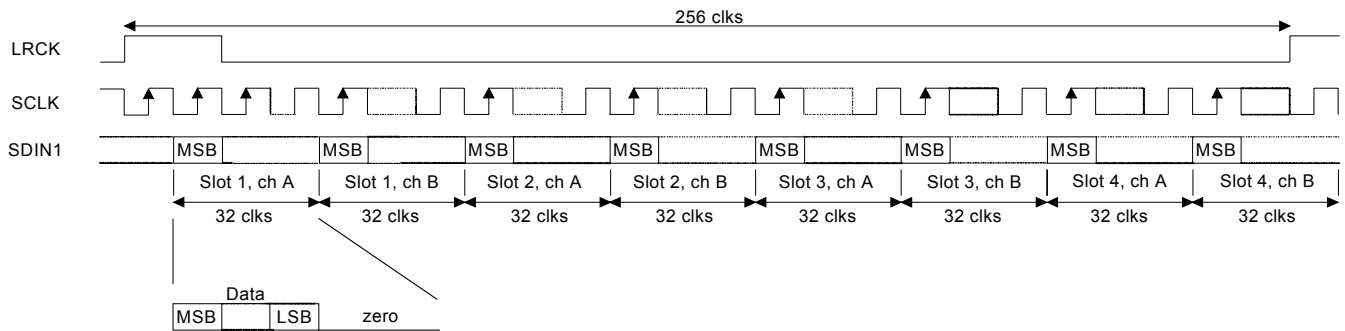 256 clks
LRCK
SCLK
SDIN1
MSB MSB MSB MSB MSB MSB MSB MSB
Slot 1, ch A Slot 1, ch B Slot 2, ch A Slot 2, ch B Slot 3, ch A Slot 3, ch B Slot 4, ch A Slot 4, ch B
32 clks 32 clks 32 clks 32 clks 32 clks 32 clks 32 clks 32 clks
Data
MSB LSB zero